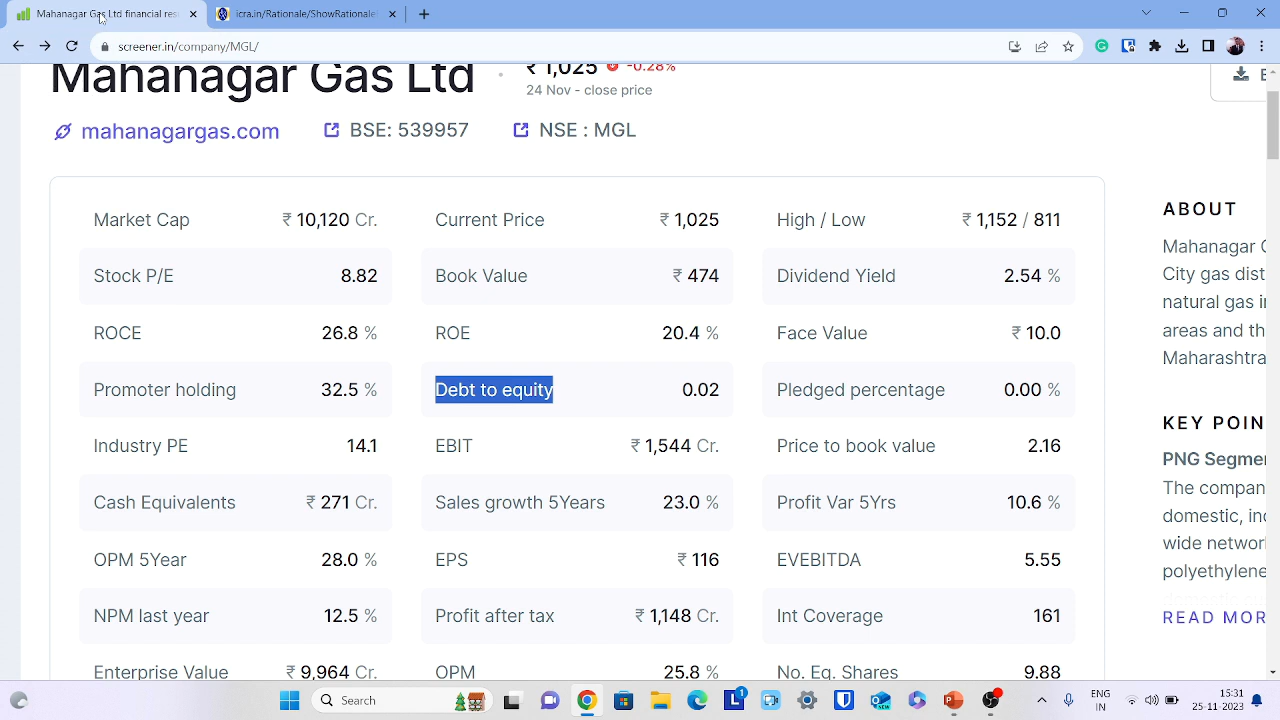 Mahanagar Gas Ltd financial res
icra.in/Rationale/ShowRationale
screener.in/company/MGL/
Mahanagar Gas Ltd
₹ 1,025 -0.28%
24 Nov - close price
mahanagargas.com
BSE: 539957
NSE : MGL
Market Cap ₹ 10,120 Cr.
Current Price ₹ 1,025
High / Low ₹ 1,152 / 811
Stock P/E 8.82
Book Value ₹ 474
Dividend Yield 2.54 %
ROCE 26.8 %
ROE 20.4 %
Face Value ₹ 10.0
Promoter holding 32.5 %
Debt to equity 0.02
Pledged percentage 0.00 %
Industry PE 14.1
EBIT ₹ 1,544 Cr.
Price to book value 2.16
Cash Equivalents ₹ 271 Cr.
Sales growth 5Years 23.0 %
Profit Var 5Yrs 10.6 %
OPM 5Year 28.0 %
EPS ₹ 116
EVEBITDA 5.55
NPM last year 12.5 %
Profit after tax ₹ 1,148 Cr.
Int Coverage 161
Enterprise Value ₹ 9,964 Cr.
OPM 25.8 %
No. Eq. Shares 9.88
ABOUT
Mahanagar
City gas dist
natural gas i
areas and th
Maharashtra
KEY POIN
PNG Segme
The compan
domestic, in
wide networ
polyethylene
READ MOR
Search
1
ENG
IN
15:31
25-11-2023